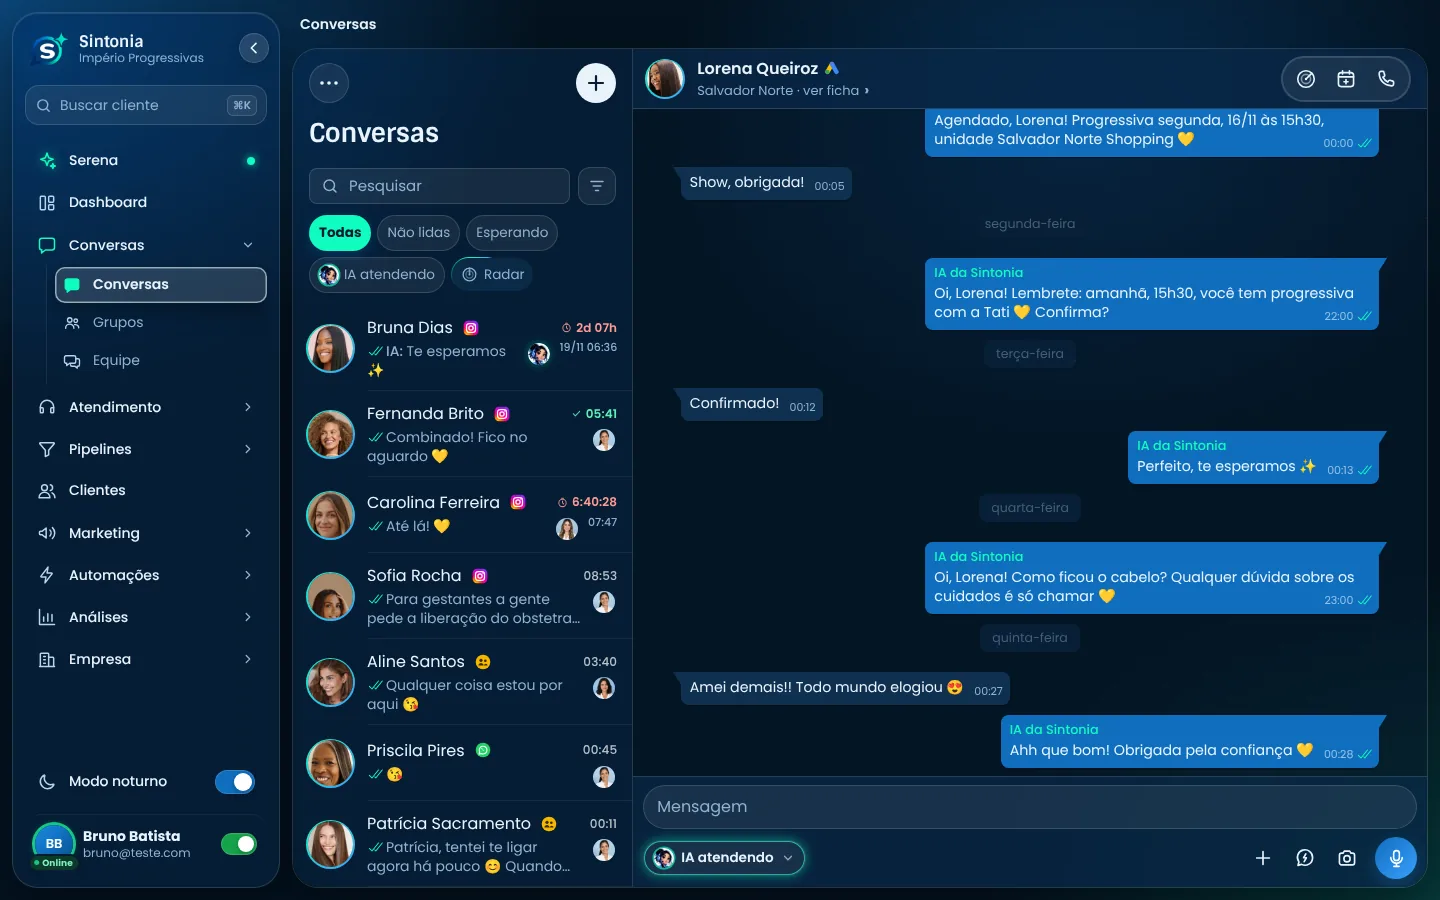 Sintonia
Império Progressivas
Buscar cliente
⌘K
Serena
Dashboard
Conversas
Conversas
Grupos
Equipe
Atendimento
Pipelines
Clientes
Marketing
Automações
Análises
Empresa
Modo noturno
BB
Online
Bruno Batista
bruno@teste.com
Conversas
Conversas
Pesquisar
Todas
Não lidas
Esperando
IA atendendo
Radar
Bruna Dias
2d 07h
IA: Te esperamos
✨
19/11 06:36
Fernanda Brito
05:41
Combinado! Fico no
aguardo 💛
Carolina Ferreira
6:40:28
Até lá! 💛
07:47
Sofia Rocha
08:53
Para gestantes a gente
pede a liberação do obstetra...
Aline Santos
03:40
Qualquer coisa estou por
aqui 😘
Priscila Pires
00:45
😘
Patrícia Sacramento
00:11
Patrícia, tentei te ligar
agora há pouco 😊 Quando...
Lorena Queiroz
Salvador Norte · ver ficha ›
Agendado, Lorena! Progressiva segunda, 16/11 às 15h30,
unidade Salvador Norte Shopping 💛
00:00
Show, obrigada! 00:05
segunda-feira
IA da Sintonia
Oi, Lorena! Lembrete: amanhã, 15h30, você tem progressiva
com a Tati 💛 Confirma?
22:00
terça-feira
Confirmado! 00:12
IA da Sintonia
Perfeito, te esperamos ✨ 00:13
quarta-feira
IA da Sintonia
Oi, Lorena! Como ficou o cabelo? Qualquer dúvida sobre os
cuidados é só chamar 💛
23:00
quinta-feira
Amei demais!! Todo mundo elogiou 😍 00:27
IA da Sintonia
Ahh que bom! Obrigada pela confiança 💛 00:28
Mensagem
IA atendendo